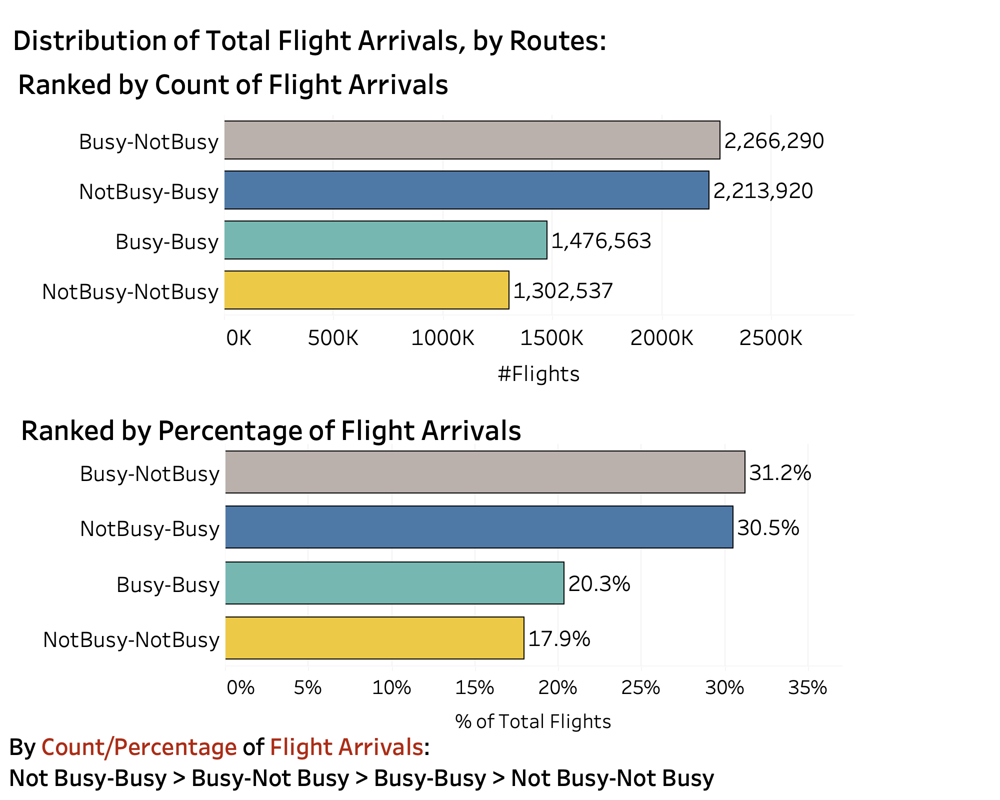 Distribution of Total Flight Arrivals, by Routes:
Ranked by Count of Flight Arrivals
Busy-NotBusy 2,266,290
NotBusy-Busy 2,213,920
Busy-Busy 1,476,563
NotBusy-NotBusy 1,302,537
0K 500K 1000K 1500K 2000K 2500K
#Flights
Ranked by Percentage of Flight Arrivals
Busy-NotBusy 31.2%
NotBusy-Busy 30.5%
Busy-Busy 20.3%
NotBusy-NotBusy 17.9%
0% 5% 10% 15% 20% 25% 30% 35%
% of Total Flights
By Count/Percentage of Flight Arrivals:
Not Busy-Busy > Busy-Not Busy > Busy-Busy > Not Busy-Not Busy